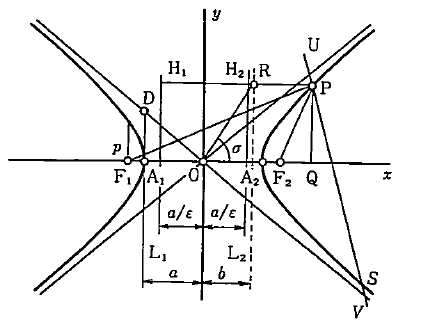 y
U
H₁ H₂ R P
D
p σ
F₁ A₁ O A₂ F₂ Q x
a/ε a/ε
L₁ L₂
a b
S
V